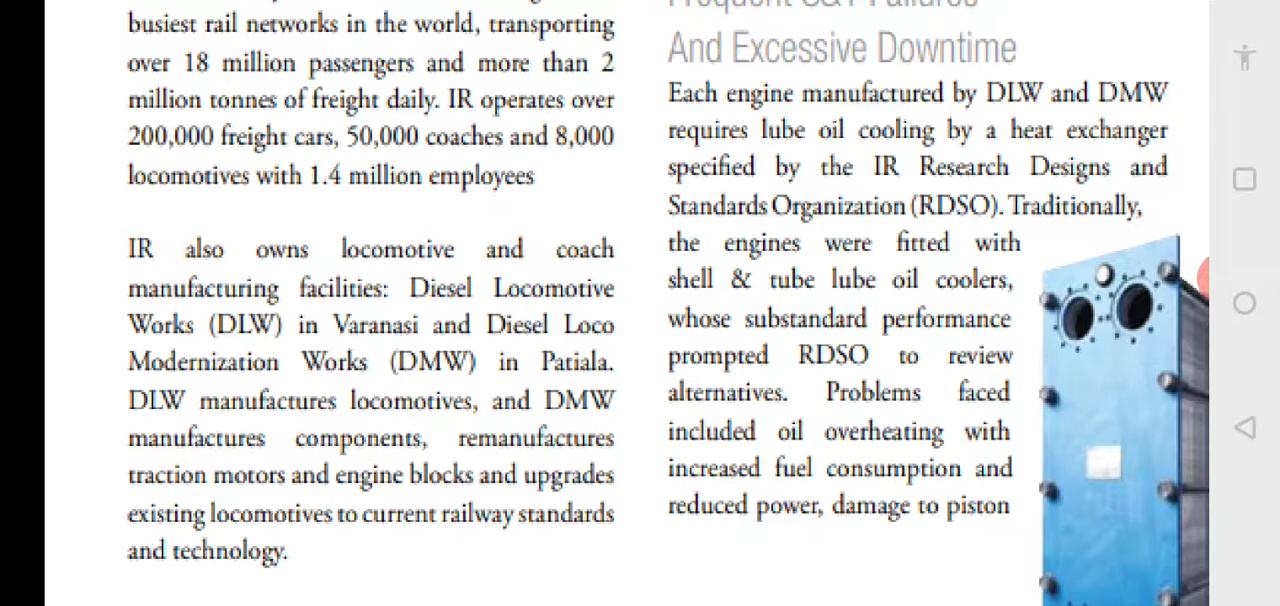 busiest rail networks in the world, transporting
over 18 million passengers and more than 2
million tonnes of freight daily. IR operates over
200,000 freight cars, 50,000 coaches and 8,000
locomotives with 1.4 million employees
IR also owns locomotive and coach
manufacturing facilities: Diesel Locomotive
Works (DLW) in Varanasi and Diesel Loco
Modernization Works (DMW) in Patiala.
DLW manufactures locomotives, and DMW
manufactures components, remanufactures
traction motors and engine blocks and upgrades
existing locomotives to current railway standards
and technology.
And Excessive Downtime
Each engine manufactured by DLW and DMW
requires lube oil cooling by a heat exchanger
specified by the IR Research Designs and
Standards Organization (RDSO). Traditionally,
the engines were fitted with
shell & tube lube oil coolers,
whose substandard performance
prompted RDSO to review
alternatives. Problems faced
included oil overheating with
increased fuel consumption and
reduced power, damage to piston